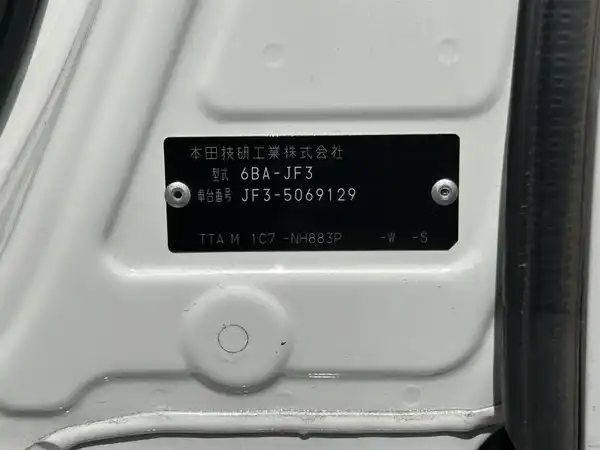 本田技研工業株式会社
型式 6BA-JF3
車台番号 JF3-5069129
TTA M 1C7 -NH883P -W -S